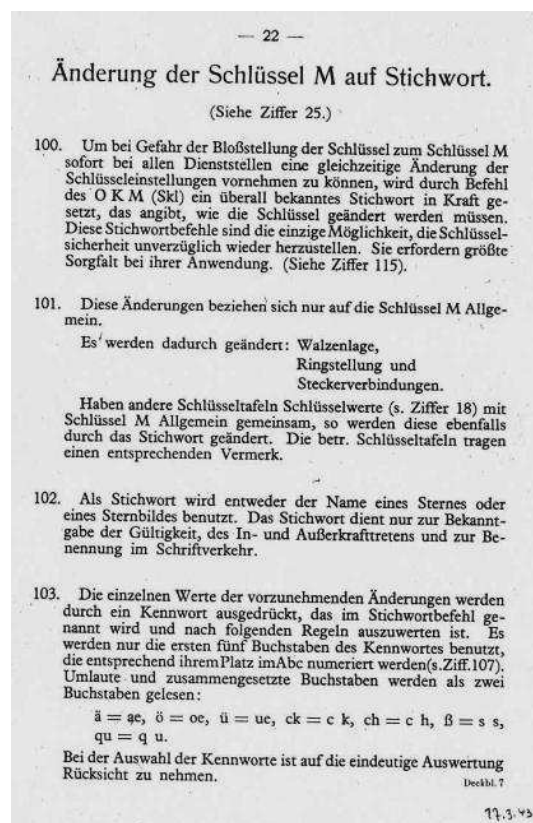 — 22 —
Änderung der Schlüssel M auf Stichwort.
(Siehe Ziffer 25.)
100. Um bei Gefahr der Bloßstellung der Schlüssel zum Schlüssel M
sofort bei allen Dienststellen eine gleichzeitige Änderung der
Schlüsseleinstellungen vornehmen zu können, wird durch Befehl
des O K M (Skl) ein überall bekanntes Stichwort in Kraft ge-
setzt, das angibt, wie die Schlüssel geändert werden müssen.
Diese Stichwortbefehle sind die einzige Möglichkeit, die Schlüssel-
sicherheit unverzüglich wieder herzustellen. Sie erfordern größte
Sorgfalt bei ihrer Anwendung. (Siehe Ziffer 115).
101. Diese Änderungen beziehen sich nur auf die Schlüssel M Allge-
mein.
Es werden dadurch geändert: Walzenlage,
Ringstellung und
Steckerverbindungen.
Haben andere Schlüsseltafeln Schlüsselwerte (s. Ziffer 18) mit
Schlüssel M Allgemein gemeinsam, so werden diese ebenfalls
durch das Stichwort geändert. Die betr. Schlüsseltafeln tragen
einen entsprechenden Vermerk.
102. Als Stichwort wird entweder der Name eines Sternes oder
eines Sternbildes benutzt. Das Stichwort dient nur zur Bekannt-
gabe der Gültigkeit, des In- und Außerkrafttretens und zur Be-
nennung im Schriftverkehr.
103. Die einzelnen Werte der vorzunehmenden Änderungen werden
durch ein Kennwort ausgedrückt, das im Stichwortbefehl ge-
nannt wird und nach folgenden Regeln auszuwerten ist. Es
werden nur die ersten fünf Buchstaben des Kennwortes benutzt,
die entsprechend ihrem Platz im Abc numeriert werden (s. Ziff. 107).
Umlaute und zusammengesetzte Buchstaben werden als zwei
Buchstaben gelesen:
ä = ae, ö = oe, ü = ue, ck = c k, ch = c h, ß = s s,
qu = q u.
Bei der Auswahl der Kennworte ist auf die eindeutige Auswertung
Rücksicht zu nehmen.
Deckbl. 7
17.3.43